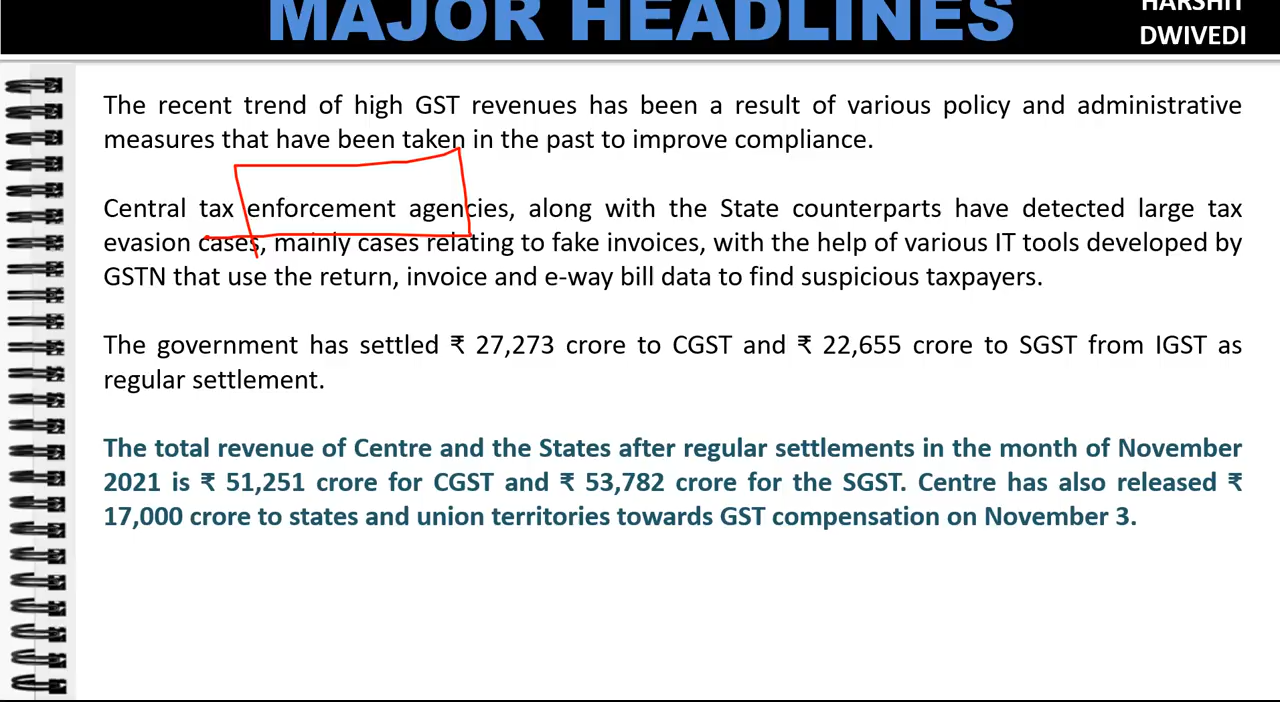 MAJOR HEADLINES
HARSHIT
DWIVEDI
The recent trend of high GST revenues has been a result of various policy and administrative
measures that have been taken in the past to improve compliance.
Central tax enforcement agencies, along with the State counterparts have detected large tax
evasion cases, mainly cases relating to fake invoices, with the help of various IT tools developed by
GSTN that use the return, invoice and e-way bill data to find suspicious taxpayers.
The government has settled ₹ 27,273 crore to CGST and ₹ 22,655 crore to SGST from IGST as
regular settlement.
The total revenue of Centre and the States after regular settlements in the month of November
2021 is ₹ 51,251 crore for CGST and ₹ 53,782 crore for the SGST. Centre has also released ₹
17,000 crore to states and union territories towards GST compensation on November 3.